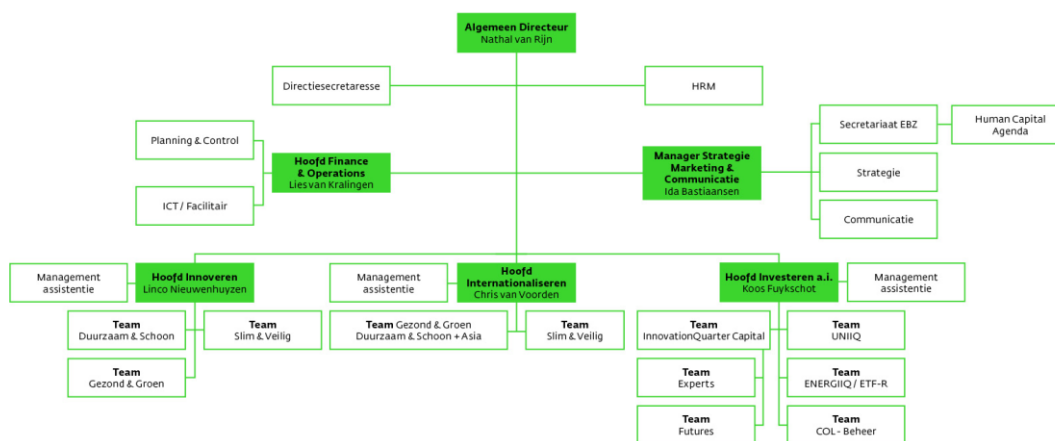 Algemeen Directeur
Nathal van Rijn
Directiesecretaresse
HRM
Planning & Control
ICT / Facilitair
Hoofd Finance
& Operations
Lies van Kralingen
Manager Strategie
Marketing &
Communicatie
Ida Bastiaansen
Secretariaat EBZ
Human Capital
Agenda
Strategie
Communicatie
Management
assistentie
Hoofd Innoveren
Linco Nieuwenhuyzen
Team
Duurzaam & Schoon
Team
Slim & Veilig
Team
Gezond & Groen
Management
assistentie
Hoofd
Internationaliseren
Chris van Voorden
Team Gezond & Groen
Duurzaam & Schoon + Asia
Team
Slim & Veilig
Hoofd Investeren a.i.
Koos Fuykschot
Management
assistentie
Team
InnovationQuarter Capital
Team
UNIIQ
Team
Experts
Team
ENERGIIQ / ETF-R
Team
Futures
Team
COL - Beheer